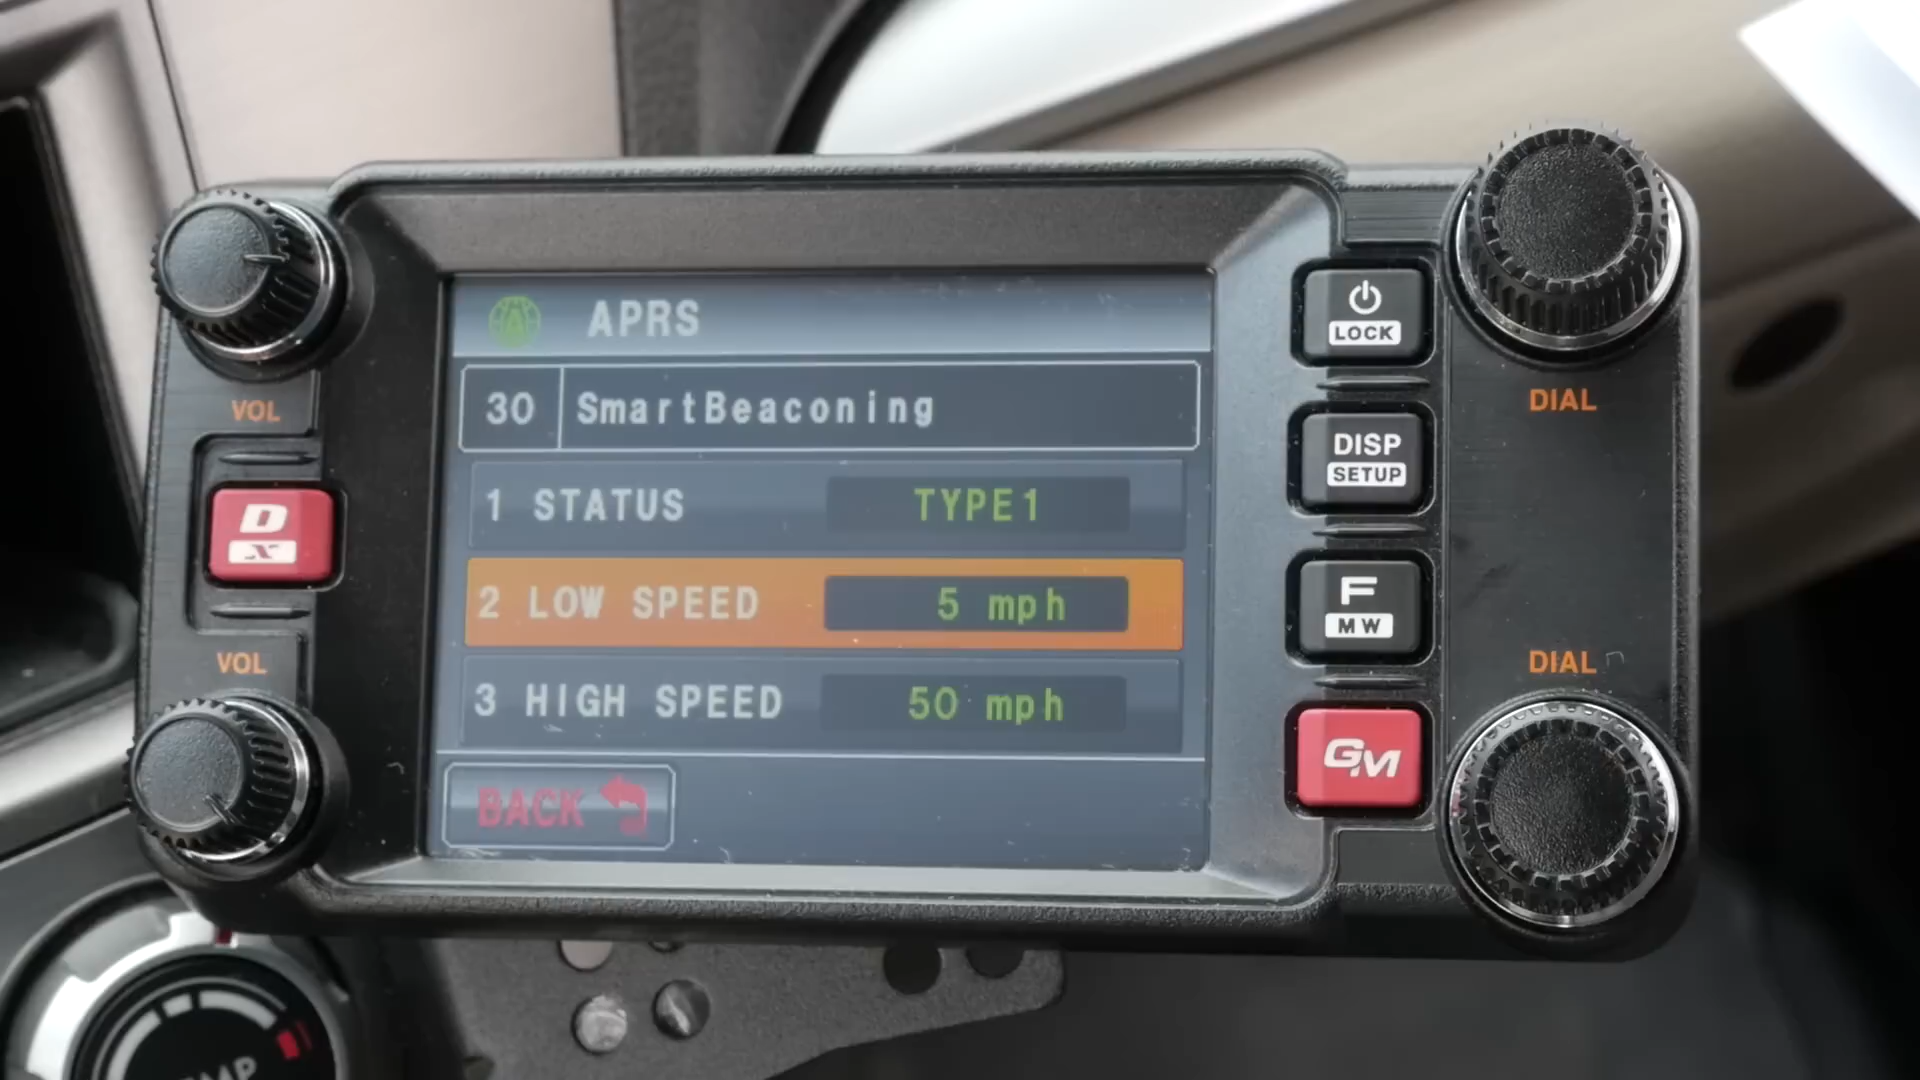 APRS
30 SmartBeaconing
1 STATUS TYPE1
2 LOW SPEED 5 mph
3 HIGH SPEED 50 mph
BACK
VOL
D
X
VOL
LOCK
DISP
SETUP
F
MW
GM
DIAL
DIAL